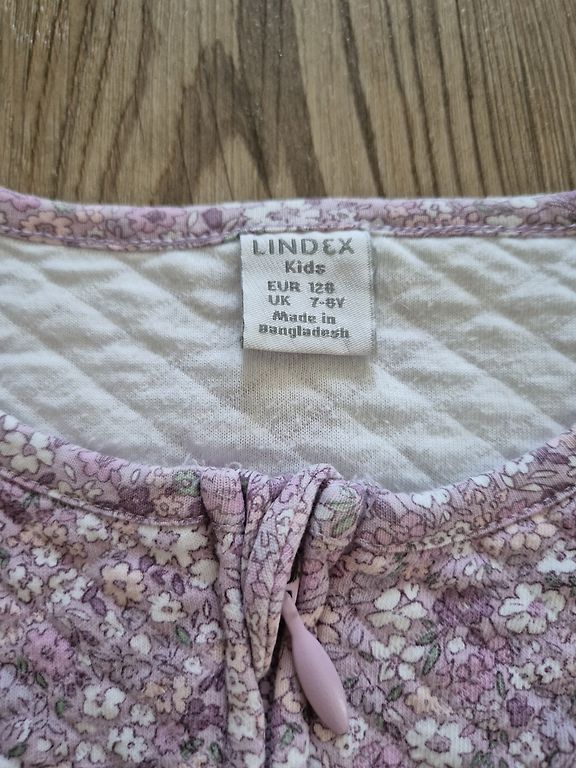 LINDEX
Kids
EUR 128
UK 7-8Y
Made in
Bangladesh